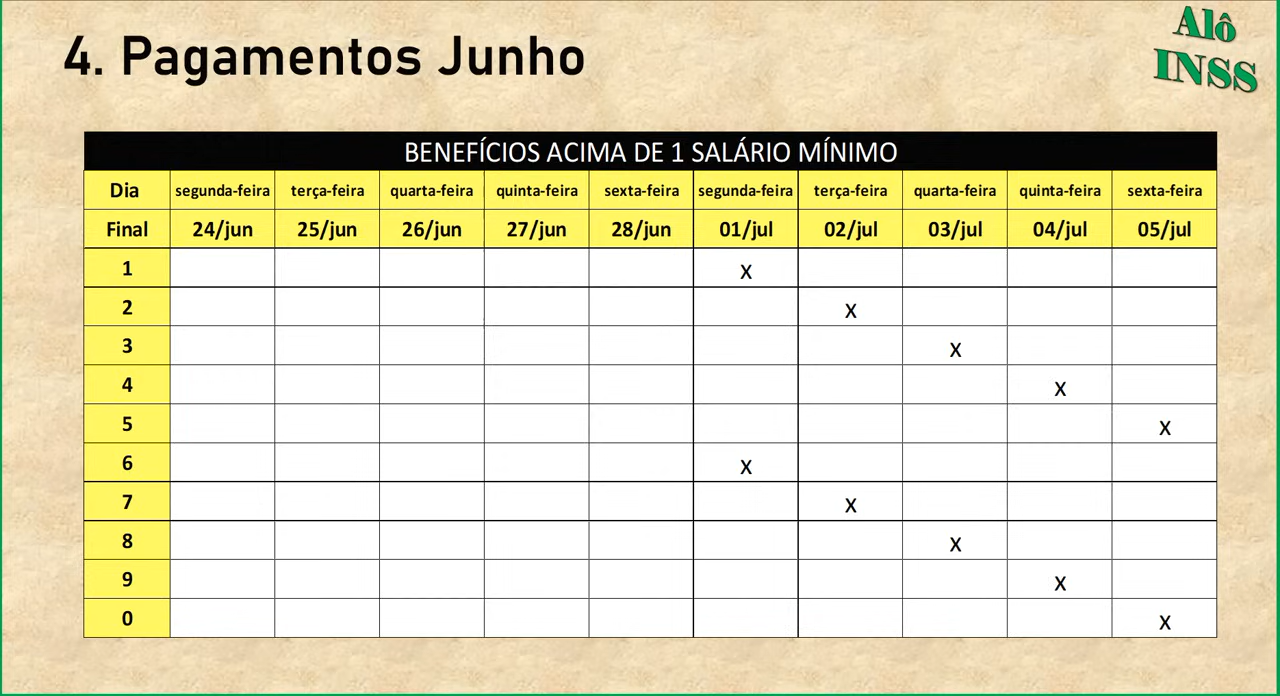 4. Pagamentos Junho
Alô
INSS
BENEFÍCIOS ACIMA DE 1 SALÁRIO MÍNIMO
Dia segunda-feira terça-feira quarta-feira quinta-feira sexta-feira segunda-feira terça-feira quarta-feira quinta-feira sexta-feira
Final 24/jun 25/jun 26/jun 27/jun 28/jun 01/jul 02/jul 03/jul 04/jul 05/jul
1 x
2 x
3 x
4 x
5 x
6 x
7 x
8 x
9 x
0 x